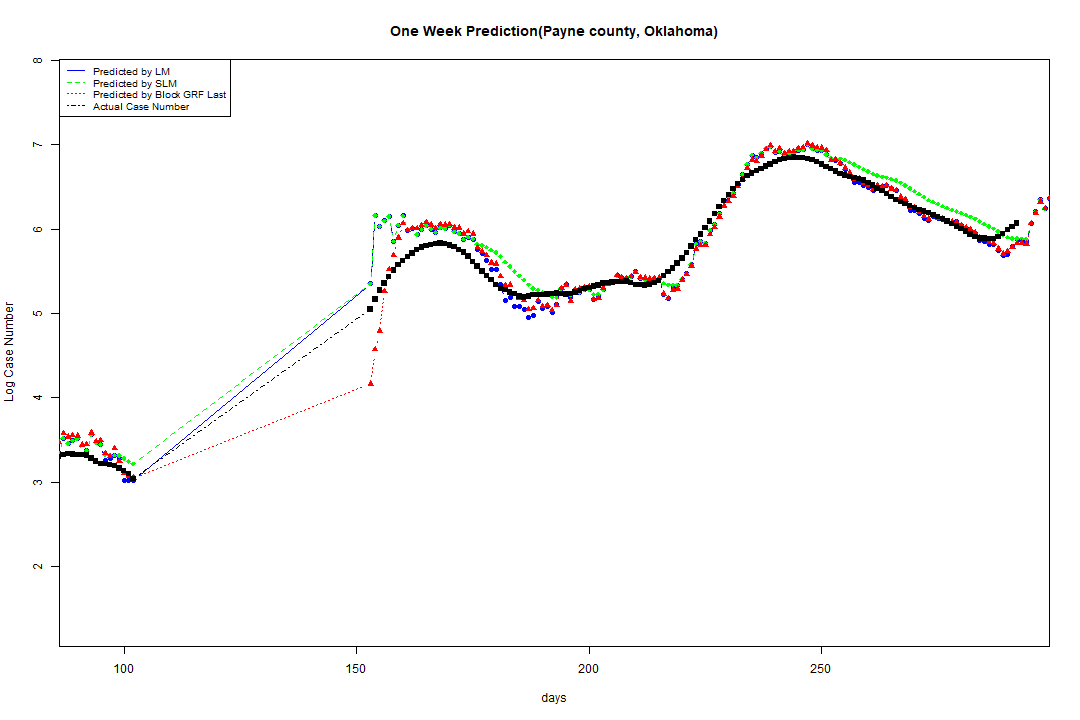 One Week Prediction(Payne county, Oklahoma)
Predicted by LM
Predicted by SLM
Predicted by Block GRF Last
Actual Case Number
8
7
6
5
4
3
2
Log Case Number
100 150 200 250
days